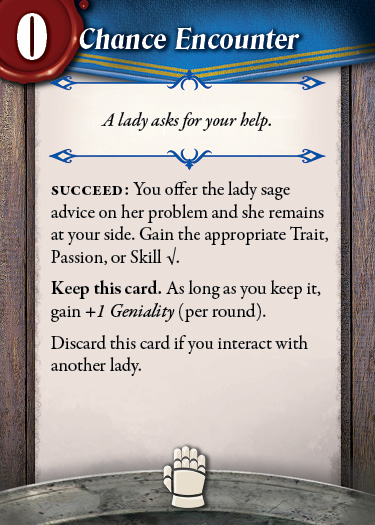 0
Chance Encounter
A lady asks for your help.
SUCCEED: You offer the lady sage
advice on her problem and she remains
at your side. Gain the appropriate Trait,
Passion, or Skill √.
Keep this card. As long as you keep it,
gain +1 Geniality (per round).
Discard this card if you interact with
another lady.